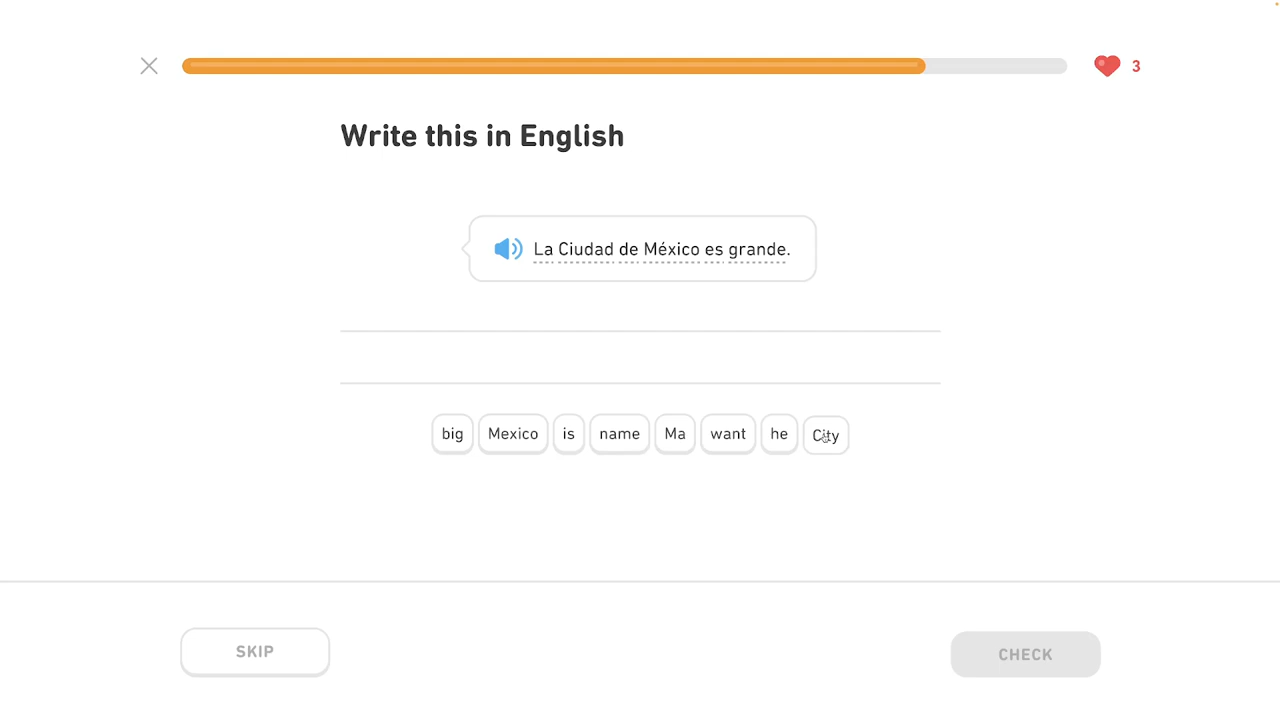 3
Write this in English
La Ciudad de México es grande.
big Mexico is name Ma want he City
SKIP CHECK